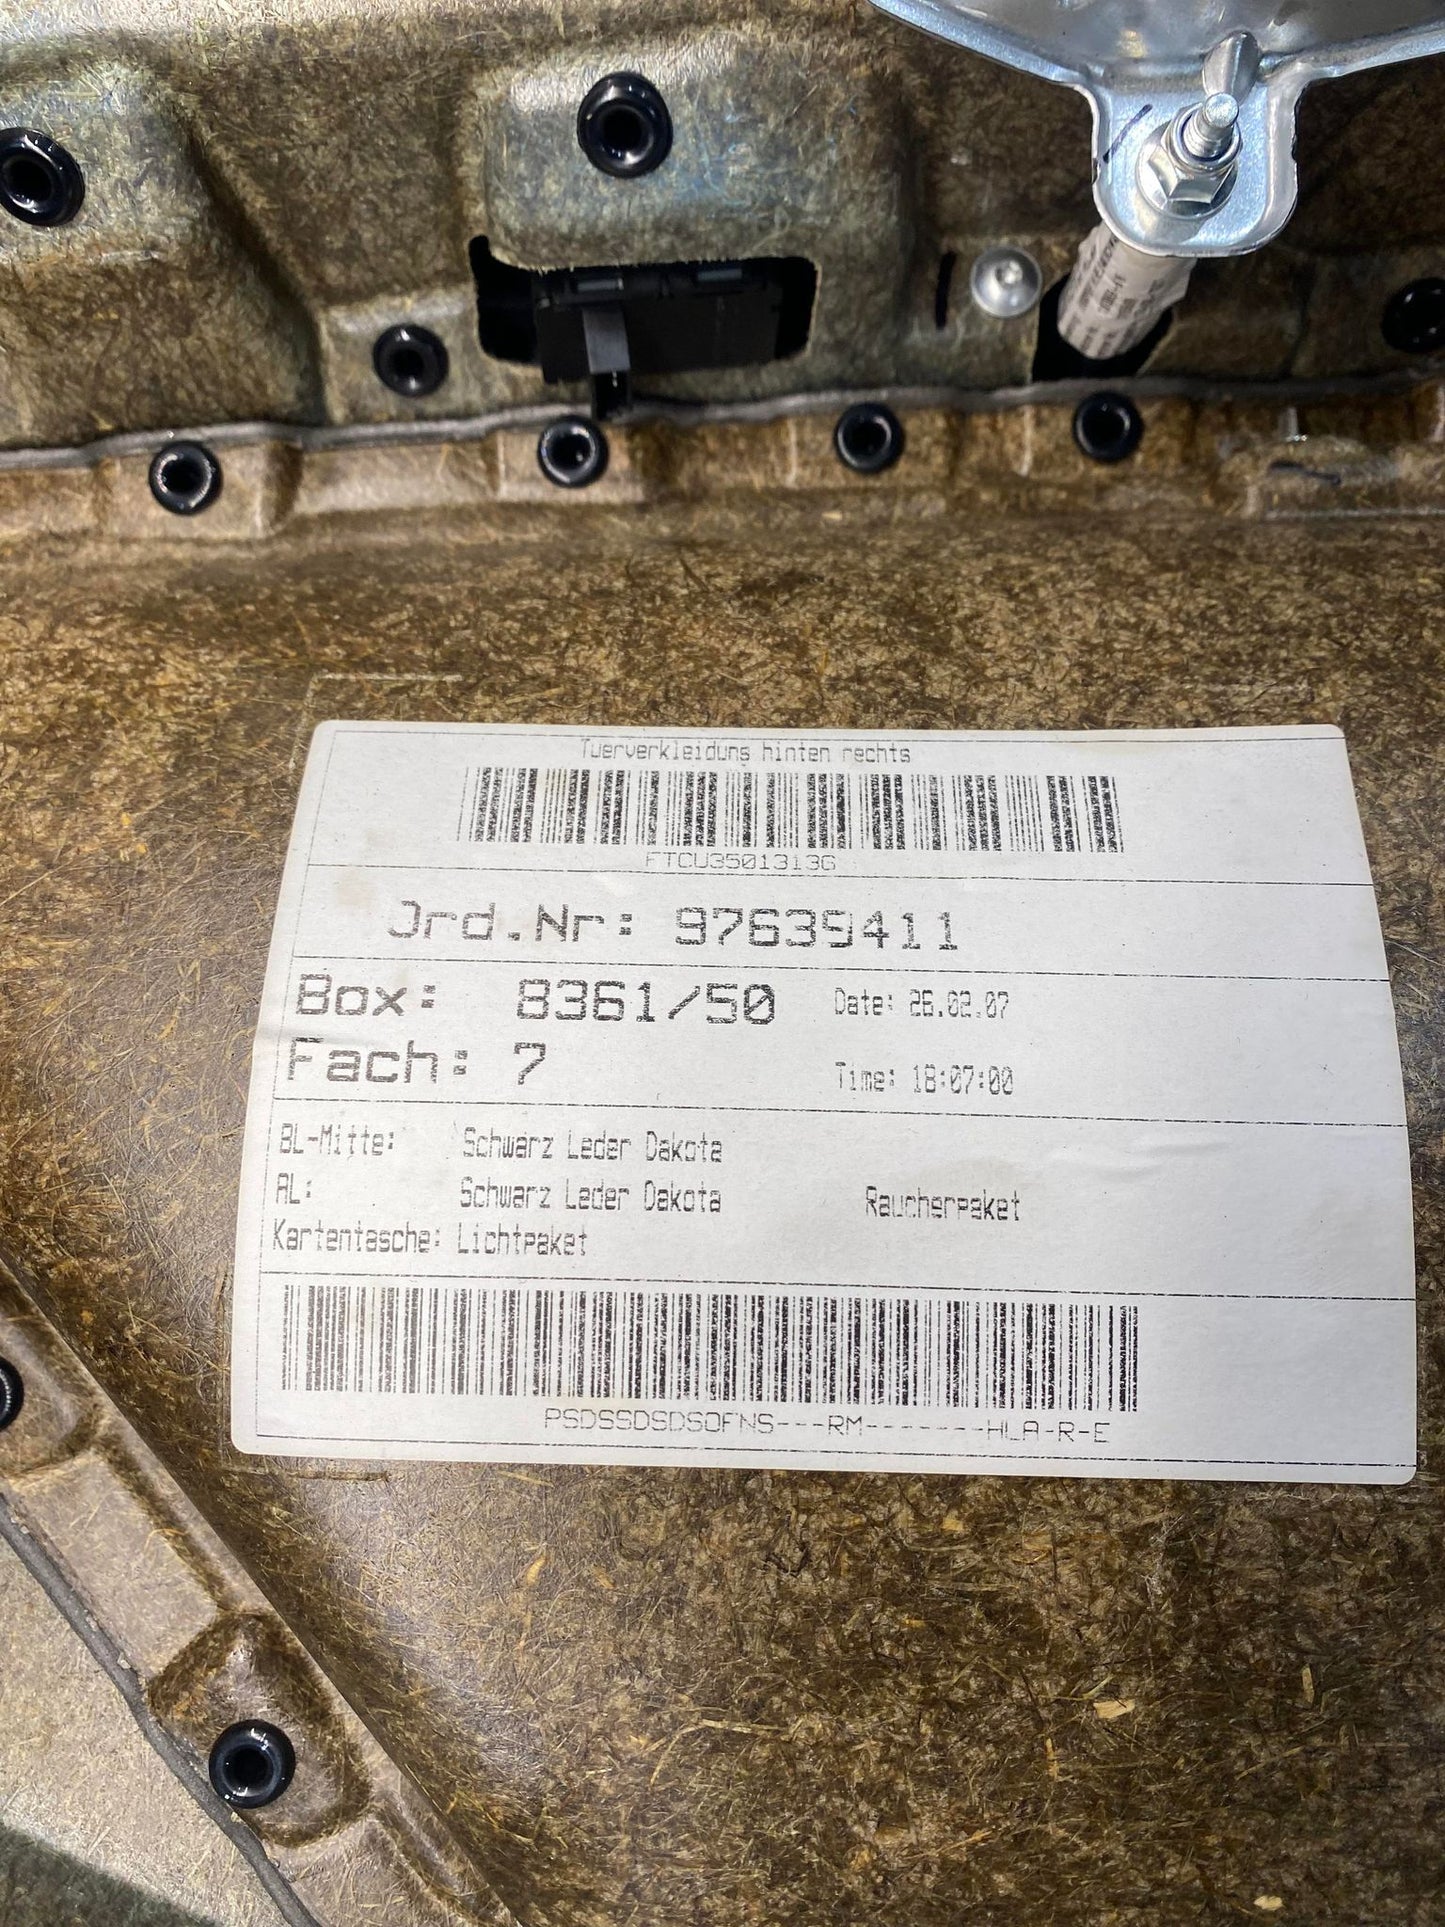 Tuerverkleidung hinten rechts
FTCU3501313G
Ord.Nr: 97639411
Box: 8361/50 Date: 26.02.07
Fach: 7 Time: 18:07:00
BL-Mitte: Schwarz Leder Dakota
AL: Schwarz Leder Dakota Raucherpaket
Kartentasche: Lichtpaket
PSDSSDSDSOFNS---RM-------HLA-R-E